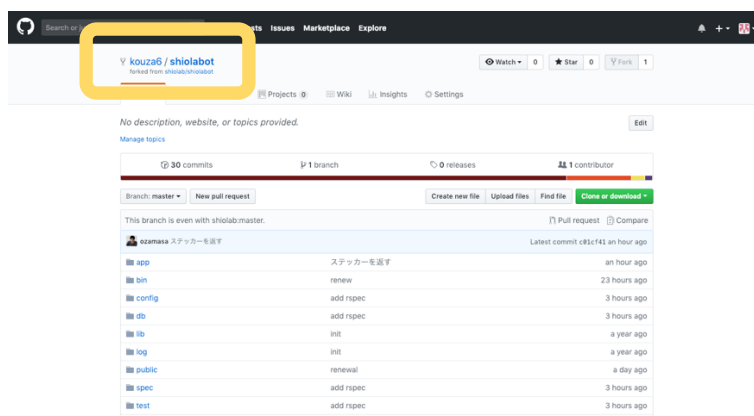 Search or
sts Issues Marketplace Explore
kouza6 / shiolabot
forked from shiolab/shiolabot
Watch 0 Star 0 Fork 1
Projects 0 Wiki Insights Settings
No description, website, or topics provided. Edit
Manage topics
30 commits 1 branch 0 releases 1 contributor
Branch: master New pull request Create new file Upload files Find file Clone or download
This branch is even with shiolab:master. Pull request Compare
ozamasa ステッカーを返す Latest commit c01cf41 an hour ago
app ステッカーを返す an hour ago
bin renew 23 hours ago
config add rspec 3 hours ago
db add rspec 3 hours ago
lib init a year ago
log init a year ago
public renewal a day ago
spec add rspec 3 hours ago
test add rspec 3 hours ago